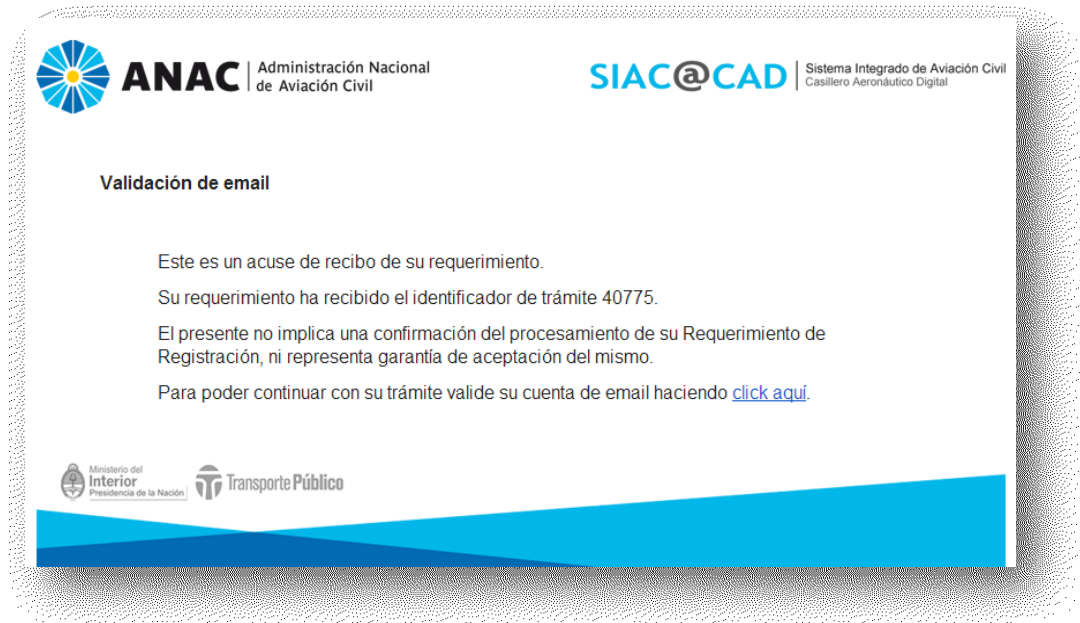 ANAC
Administración Nacional
de Aviación Civil
SIAC@CAD
Sistema Integrado de Aviación Civil
Casillero Aeronáutico Digital
Validación de email
Este es un acuse de recibo de su requerimiento.
Su requerimiento ha recibido el identificador de trámite 40775.
El presente no implica una confirmación del procesamiento de su Requerimiento de
Registración, ni representa garantía de aceptación del mismo.
Para poder continuar con su trámite valide su cuenta de email haciendo click aquí.
Ministerio del
Interior
Presidencia de la Nación
Transporte Público